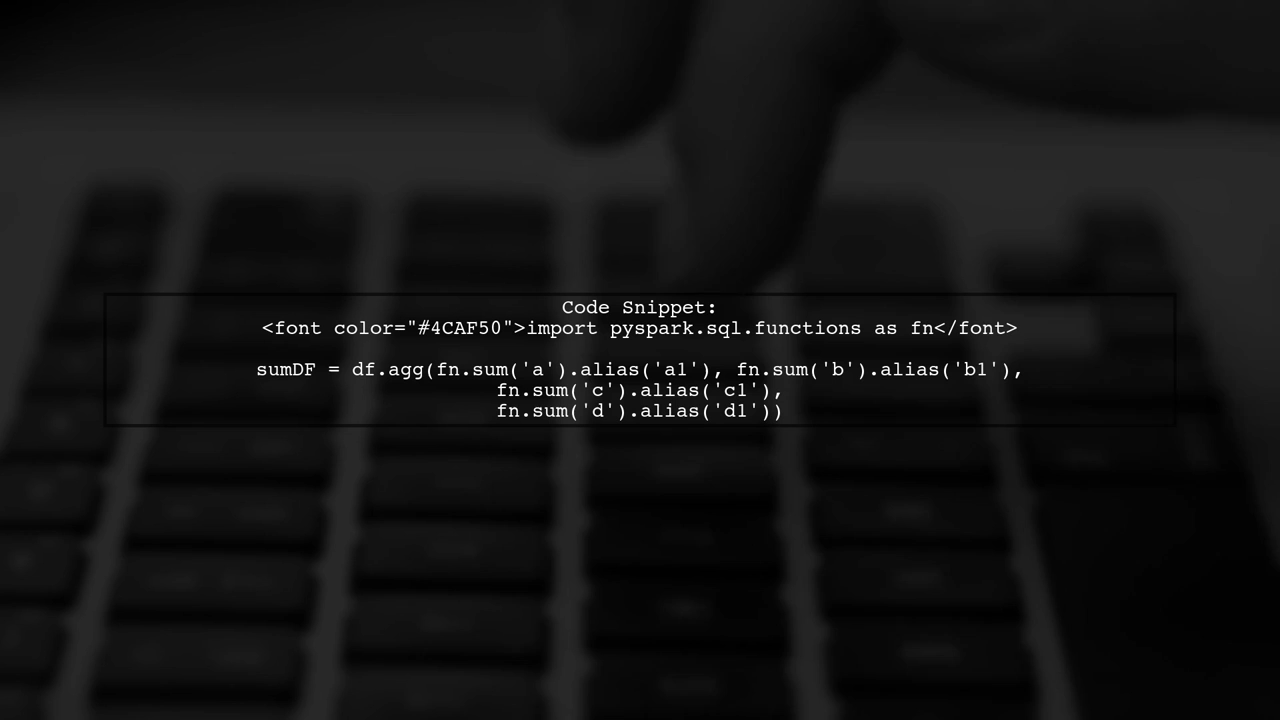 Code Snippet:
<font color="#4CAF50">import pyspark.sql.functions as fn</font>
sumDF = df.agg(fn.sum('a').alias('a1'), fn.sum('b').alias('b1'),
fn.sum('c').alias('c1'),
fn.sum('d').alias('d1'))